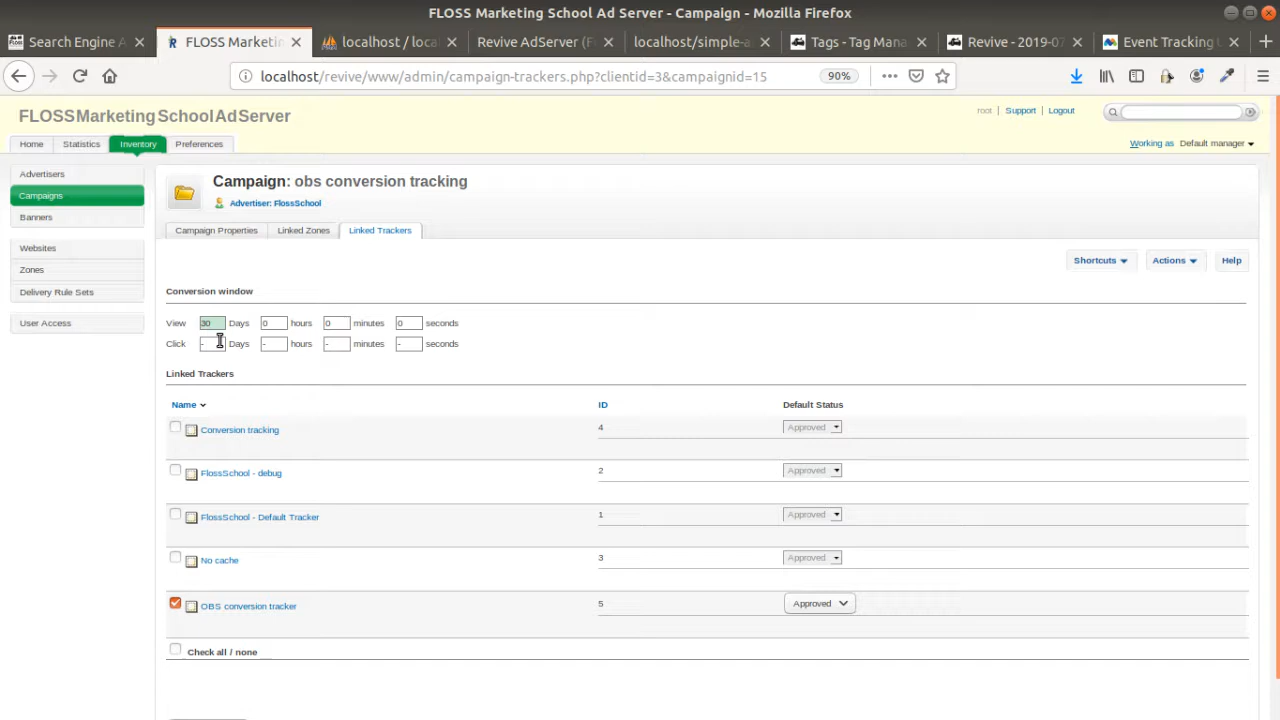 FLOSS Marketing School Ad Server - Campaign - Mozilla Firefox
Search Engine A
FLOSS Marketin
localhost / loca
Revive AdServer (F
localhost/simple-a
Tags - Tag Mana
Revive - 2019-07
Event Tracking
localhost/revive/www/admin/campaign-trackers.php?clientid=3&campaignid=15
90%
FLOSS Marketing School Ad Server
root | Support | Logout
Home Statistics Inventory Preferences
Working as Default manager
Advertisers
Campaigns
Banners
Websites
Zones
Delivery Rule Sets
User Access
Campaign: obs conversion tracking
Advertiser: FlossSchool
Campaign Properties Linked Zones Linked Trackers
Shortcuts Actions Help
Conversion window
View 30 Days 0 hours 0 minutes 0 seconds
Click - Days - hours - minutes - seconds
Linked Trackers
Name ID Default Status
Conversion tracking 4 Approved
FlossSchool - debug 2 Approved
FlossSchool - Default Tracker 1 Approved
No cache 3 Approved
OBS conversion tracker 5 Approved
Check all / none